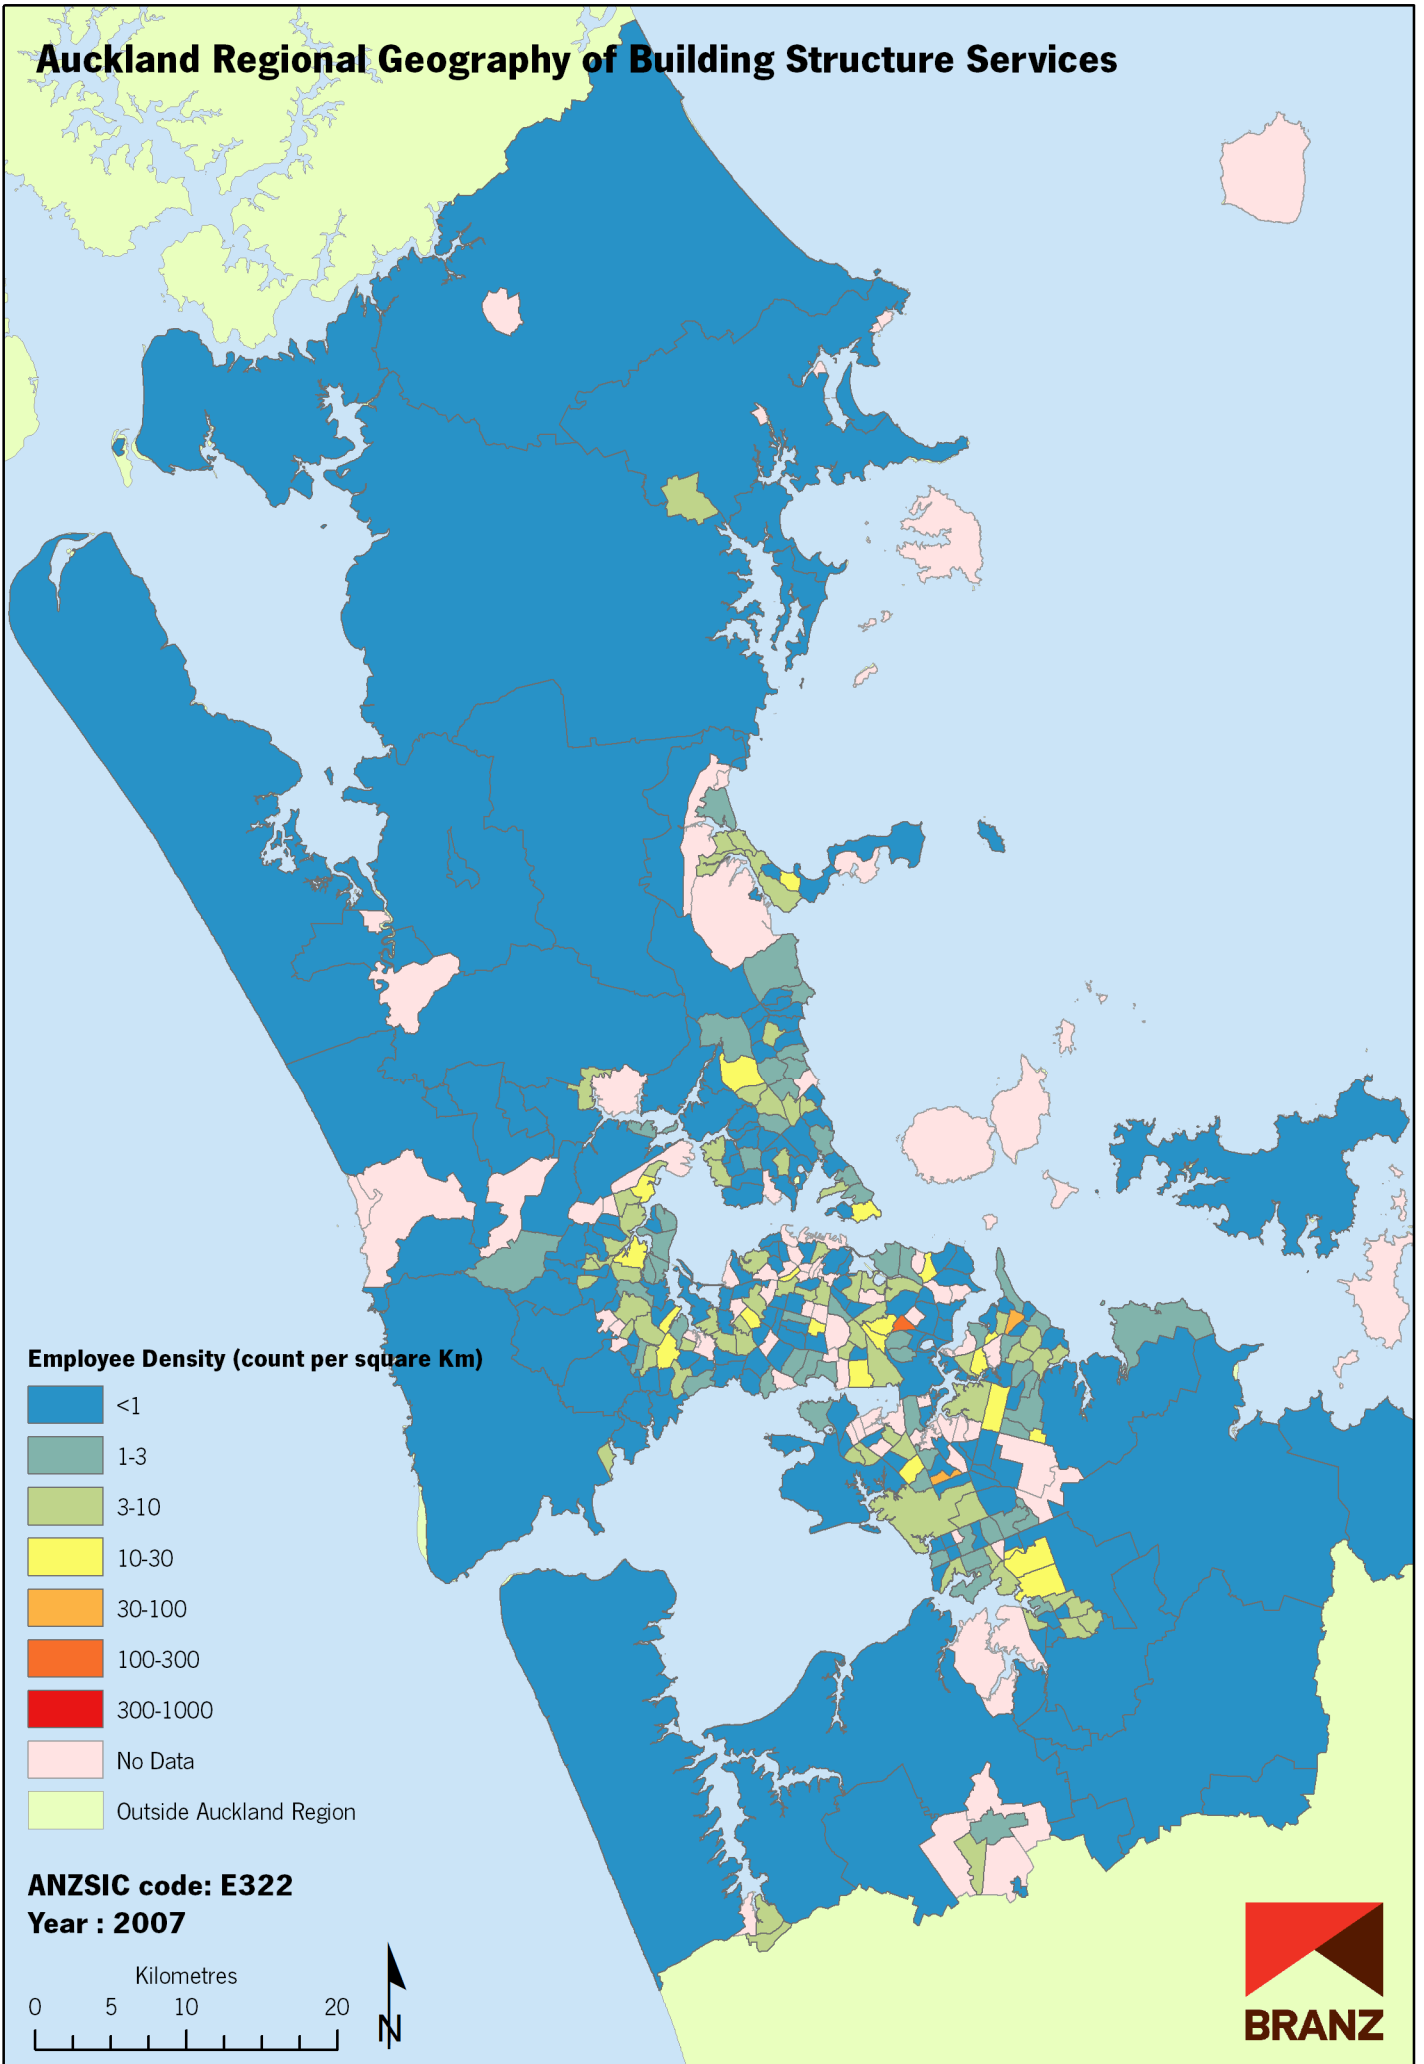 Auckland Regional Geography of Building Structure Services
Employee Density (count per square Km)
<1
1-3
3-10
10-30
30-100
100-300
300-1000
No Data
Outside Auckland Region
ANZSIC code: E322
Year : 2007
Kilometres
0 5 10 20
N
BRANZ